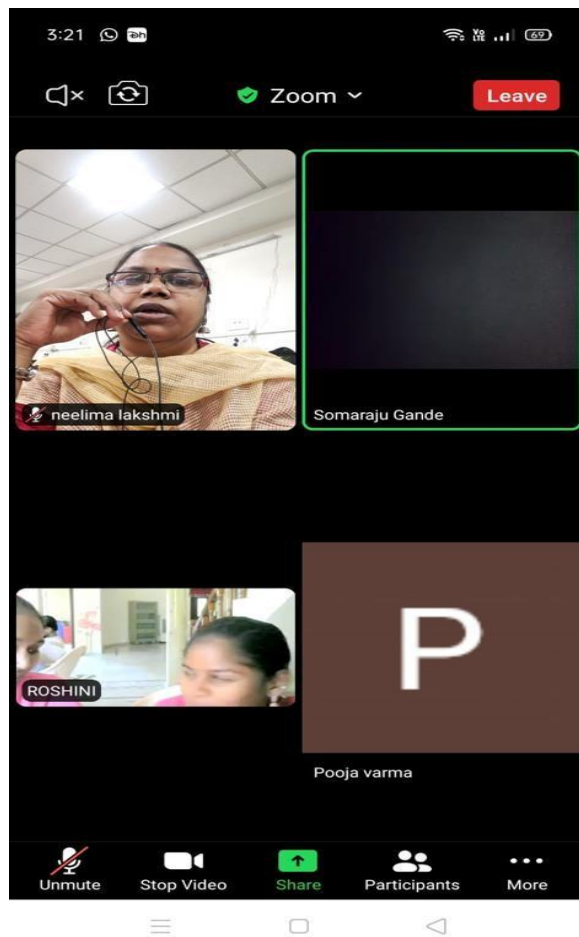 3:21 69
Zoom Leave
neelima lakshmi
Somaraju Gande
ROSHINI
P
Pooja varma
Unmute Stop Video Share Participants More